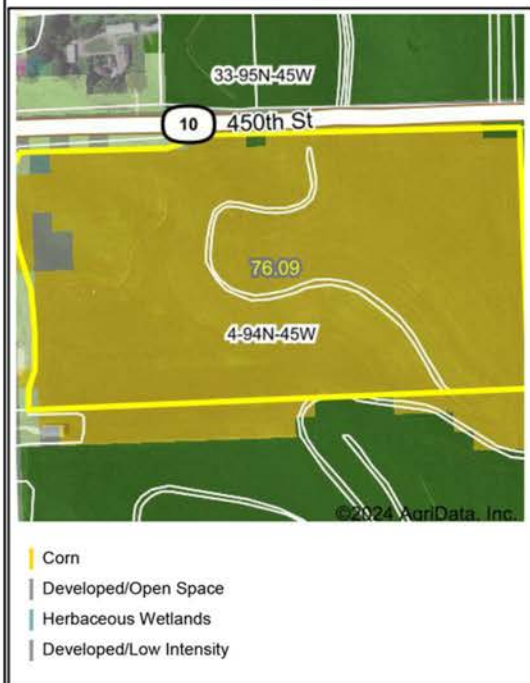 33-95N-45W
10 450th St
76.09
4-94N-45W
©2024 AgriData, Inc.
Corn
Developed/Open Space
Herbaceous Wetlands
Developed/Low Intensity